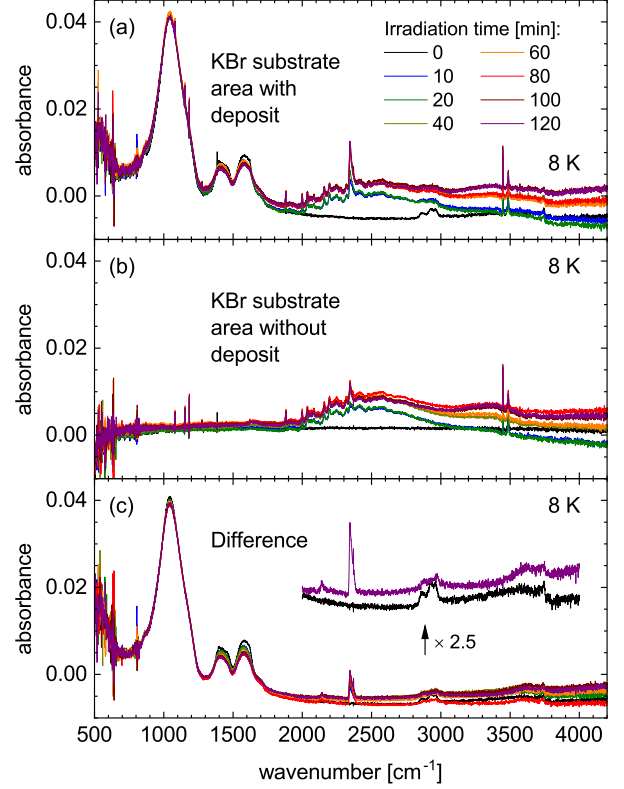 (a)
KBr substrate
area with
deposit
Irradiation time [min]:
0
60
10
80
20
100
40
120
8 K
absorbance
0.04
0.02
0.00
(b)
8 K
KBr substrate
area without
deposit
absorbance
0.04
0.02
0.00
(c)
8 K
Difference
× 2.5
absorbance
0.04
0.02
0.00
500 1000 1500 2000 2500 3000 3500 4000
wavenumber [cm⁻¹]